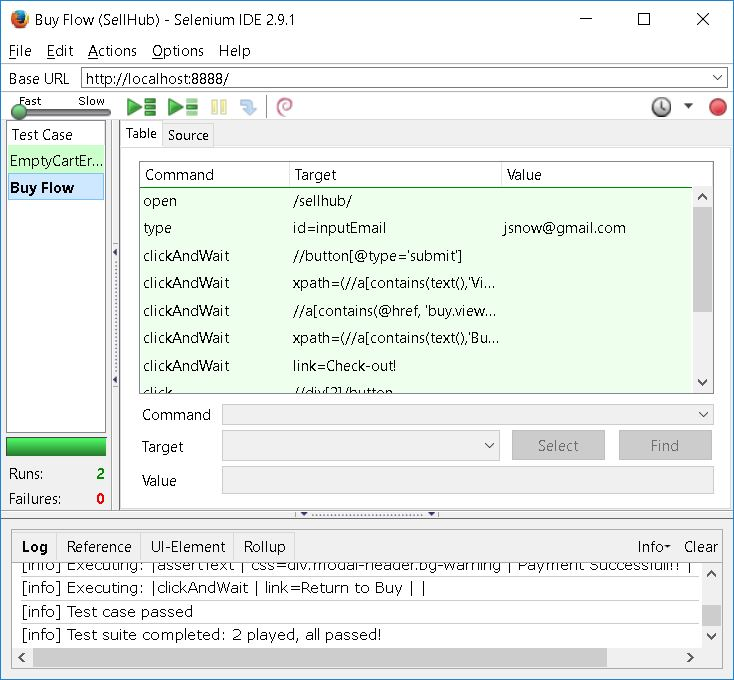 Buy Flow (SellHub) - Selenium IDE 2.9.1
File Edit Actions Options Help
Base URL http://localhost:8888/
Fast Slow
Test Case
EmptyCartEr...
Buy Flow
Table Source
Command Target Value
open /sellhub/
type id=inputEmail jsnow@gmail.com
clickAndWait //button[@type='submit']
clickAndWait xpath=(//a[contains(text(),'Vi...
clickAndWait //a[contains(@href, 'buy.view...
clickAndWait xpath=(//a[contains(text(),'Bu...
clickAndWait link=Check-out!
click //div[2]/button
Command
Target Select Find
Value
Runs: 2
Failures: 0
Log Reference UI-Element Rollup Info Clear
[info] Executing: |assertText | css=div.modal-header.bg-warning | Payment Successfull!! |
[info] Executing: |clickAndWait | link=Return to Buy | |
[info] Test case passed
[info] Test suite completed: 2 played, all passed!